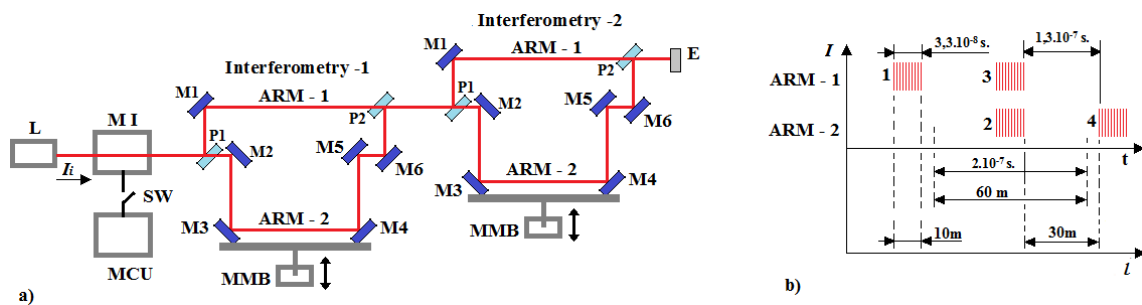 Interferometry -2
M1
ARM - 1
P2
E
Interferometry -1
M1
ARM - 1
P2
P1
M2
M5
M6
L
M I
P1
M2
M5
M6
M3
ARM - 2
M4
Ii
SW
M3
ARM - 2
M4
MMB
MCU
MMB
a)
I
3,3.10-8 s.
1,3.10-7 s.
ARM - 1
1
3
ARM - 2
2
4
t
2.10-7 s.
60 m
10m
30m
l
b)